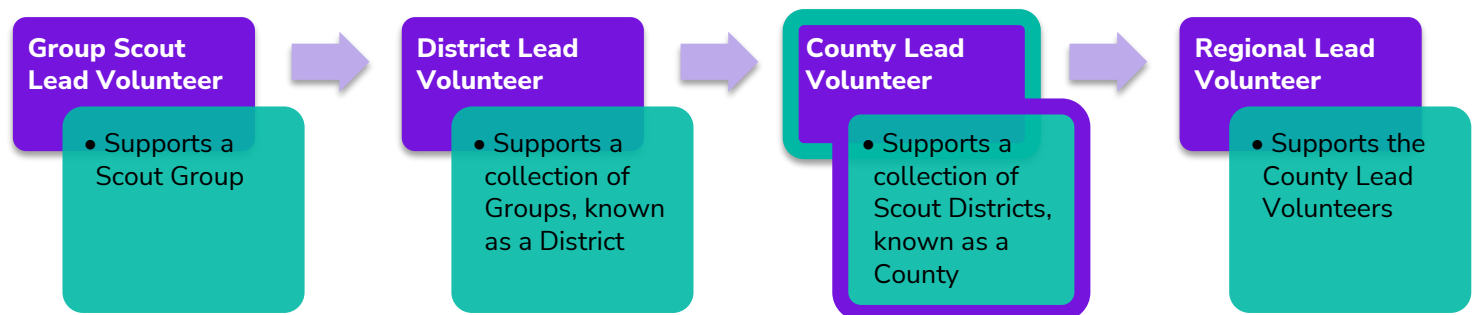 Group Scout
Lead Volunteer
• Supports a
Scout Group
District Lead
Volunteer
• Supports a
collection of
Groups, known
as a District
County Lead
Volunteer
• Supports a
collection of
Scout Districts,
known as a
County
Regional Lead
Volunteer
• Supports the
County Lead
Volunteers